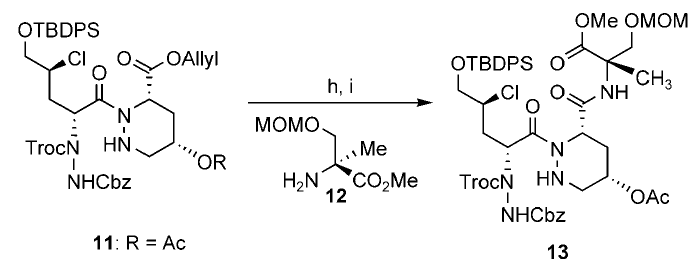 OTBDPS
Cl
O
O
OAllyl
N
HN
TrocN
NHCbz
OR
11: R = Ac
h, i
MOMO
Me
H2N
CO2Me
12
OMe
OMOM
O
CH3
NH
OTBDPS
Cl
O
O
N
HN
TrocN
NHCbz
OAc
13